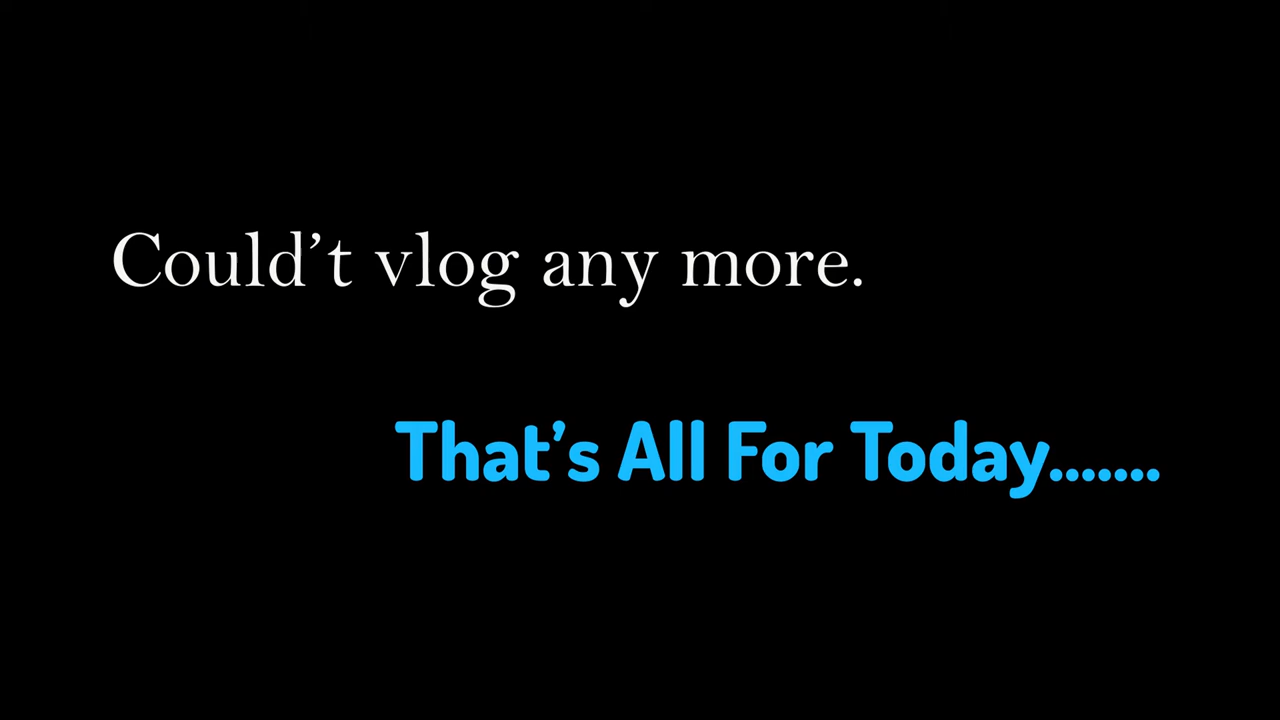 Could’t vlog any more.
That’s All For Today.......